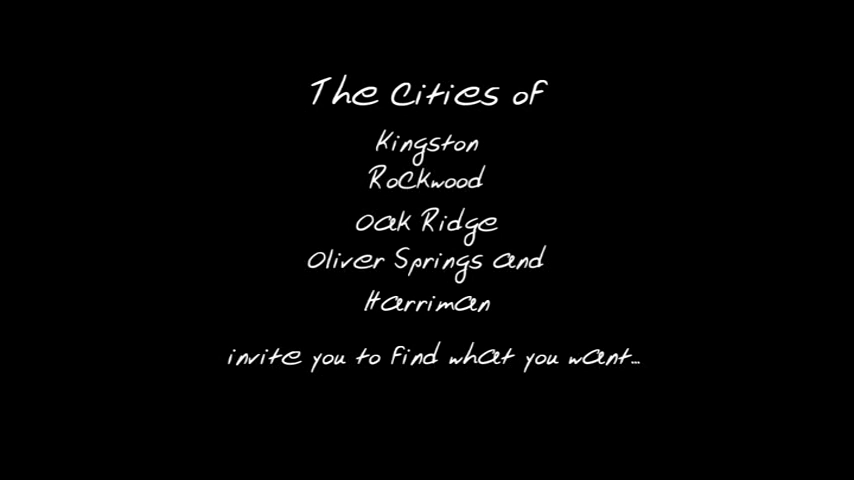 The Cities of
Kingston
Rockwood
Oak Ridge
Oliver Springs and
Harriman
invite you to find what you want...